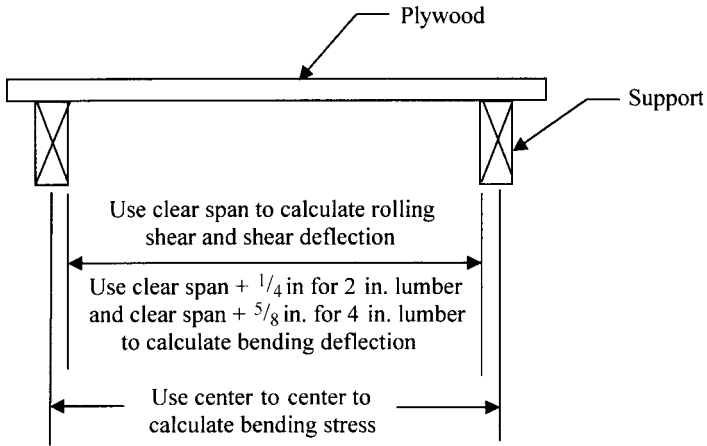 Plywood
Support
Use clear span to calculate rolling
shear and shear deflection
Use clear span + 1/4 in for 2 in. lumber
and clear span + 5/8 in. for 4 in. lumber
to calculate bending deflection
Use center to center to
calculate bending stress